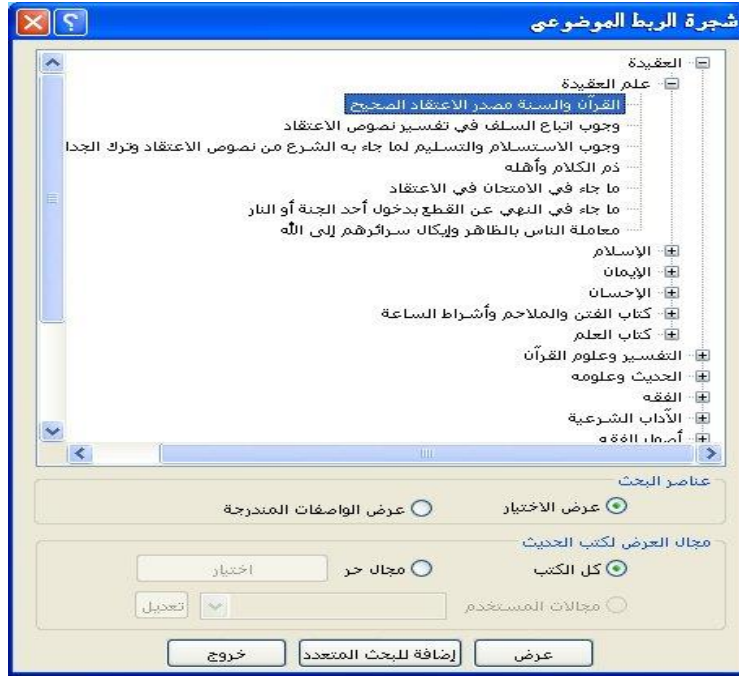 شجرة الربط الموضوعي
العقيدة
علم العقيدة
القرآن والسنة مصدر الاعتقاد الصحيح
وجوب اتباع السلف في تفسير نصوص الاعتقاد
وجوب الاستسلام والتسليم لما جاء به الشرع من نصوص الاعتقاد وترك الجدا
ذم الكلام وأهله
ما جاء في الامتحان في الاعتقاد
ما جاء في النهي عن القطع بدخول أحد الجنة أو النار
معاملة الناس بالظاهر وإيكال سرائرهم إلى الله
الإسلام
الإيمان
الإحسان
كتاب الفتن والملاحم وأشراط الساعة
كتاب العلم
التفسير وعلوم القرآن
الحديث وعلومه
الفقه
الآداب الشرعية
أصول الفقه
عناصر البحث
عرض الاختيار عرض الواصفات المندرجة
مجال العرض لكتب الحديث
كل الكتب مجال حر اختيار
مجالات المستخدم تعديل
عرض إضافة للبحث المتعدد خروج